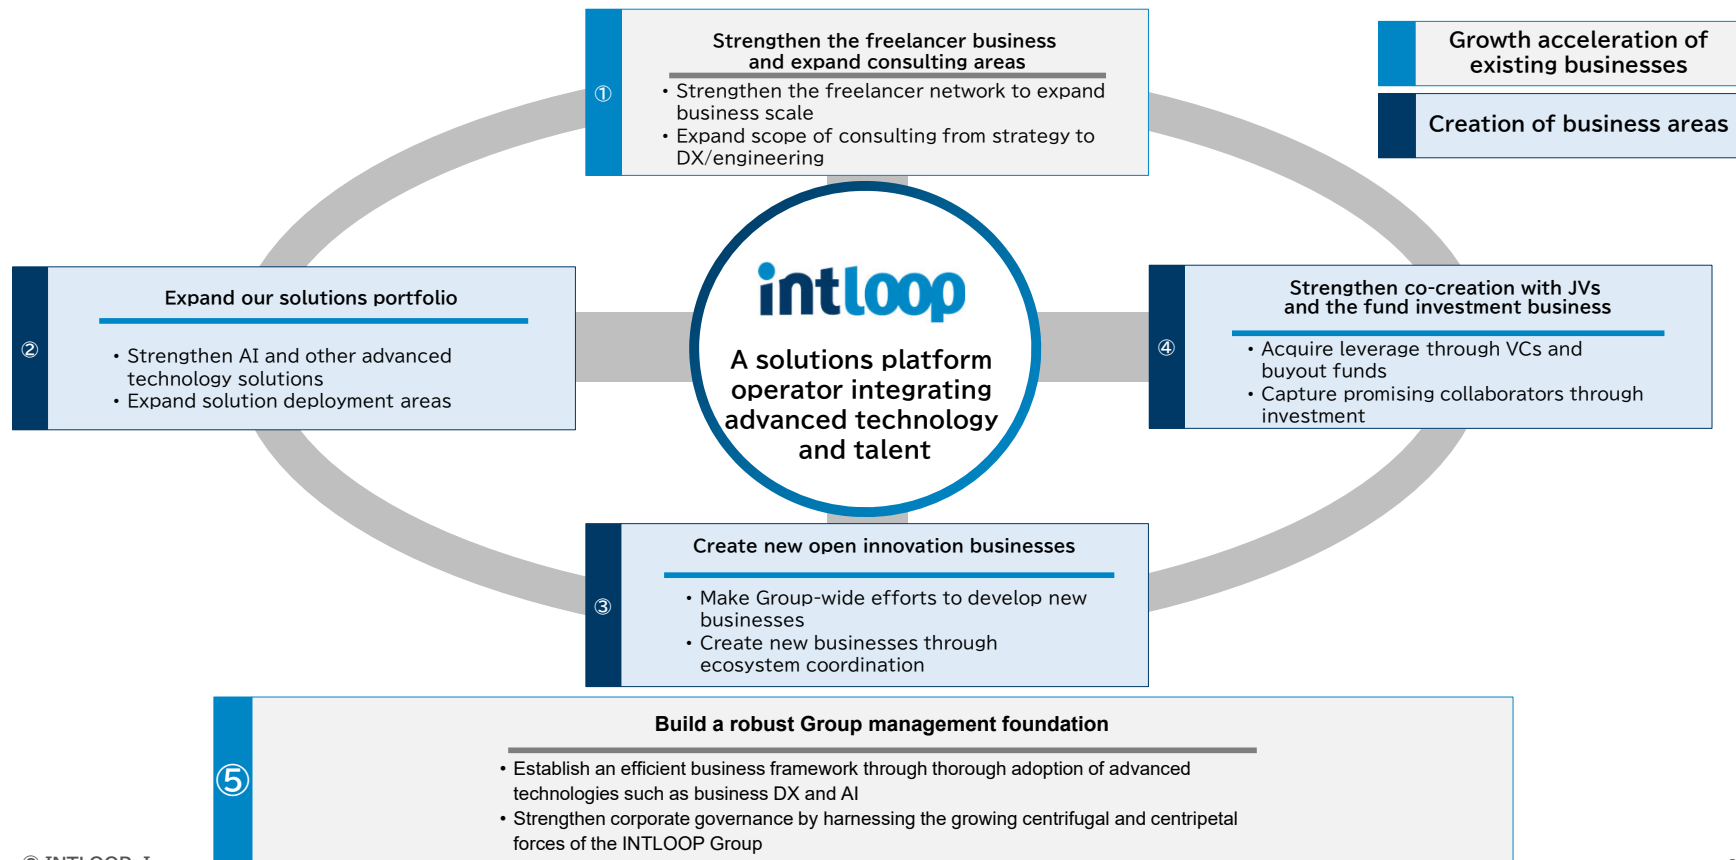 ①
Strengthen the freelancer business
and expand consulting areas
• Strengthen the freelancer network to expand
business scale
• Expand scope of consulting from strategy to
DX/engineering
Growth acceleration of
existing businesses
Creation of business areas
②
Expand our solutions portfolio
• Strengthen AI and other advanced
technology solutions
• Expand solution deployment areas
intloop
A solutions platform
operator integrating
advanced technology
and talent
④
Strengthen co-creation with JVs
and the fund investment business
• Acquire leverage through VCs and
buyout funds
• Capture promising collaborators through
investment
③
Create new open innovation businesses
• Make Group-wide efforts to develop new
businesses
• Create new businesses through
ecosystem coordination
⑤
Build a robust Group management foundation
• Establish an efficient business framework through thorough adoption of advanced
technologies such as business DX and AI
• Strengthen corporate governance by harnessing the growing centrifugal and centripetal
forces of the INTLOOP Group
© INTLOOP